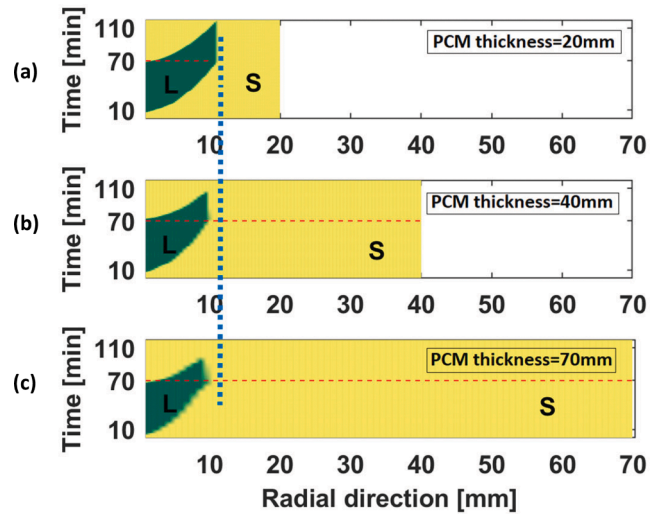 (a)
Time [min]
110
70
10
L
S
PCM thickness=20mm
10 20 30 40 50 60 70
(b)
Time [min]
110
70
10
L
S
PCM thickness=40mm
10 20 30 40 50 60 70
(c)
Time [min]
110
70
10
L
S
PCM thickness=70mm
10 20 30 40 50 60 70
Radial direction [mm]